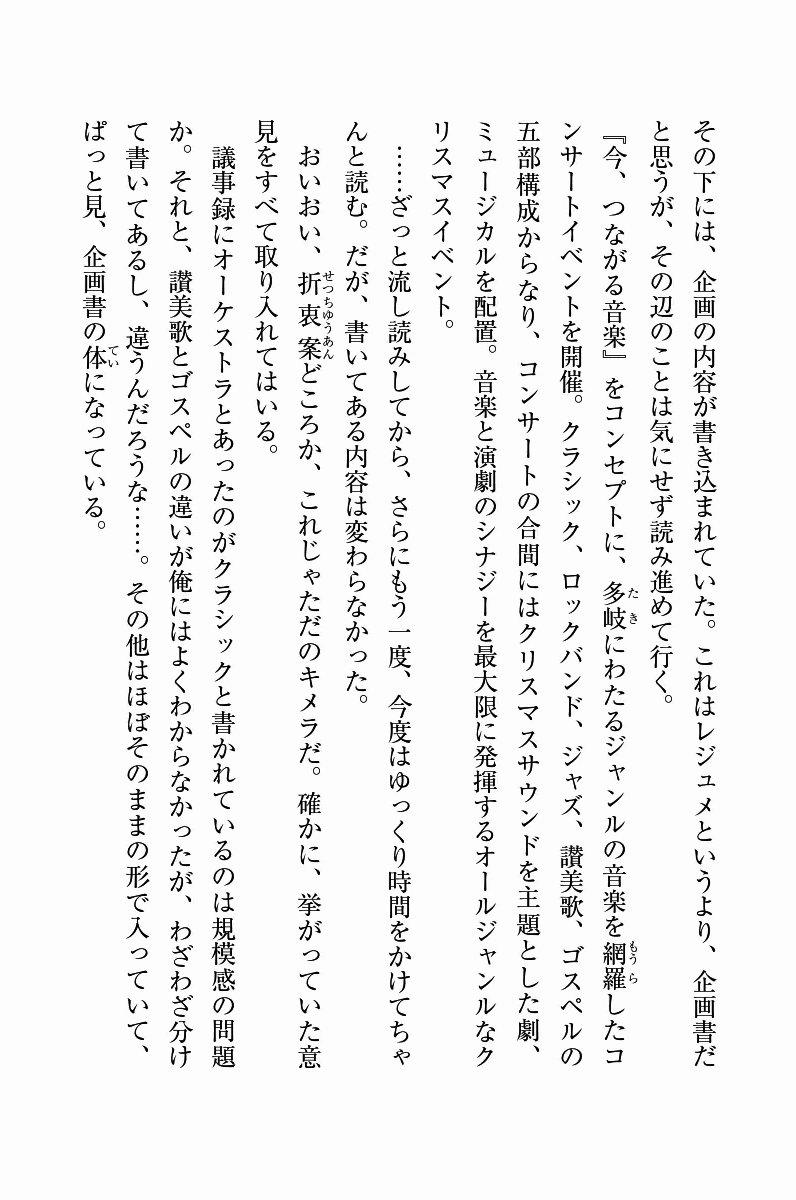 その下には、企画の内容が書き込まれていた。これはレジュメというより、企画書だ
と思うが、その辺のことは気にせず読み進めて行く。
『今、つながる音楽』をコンセプトに、多岐にわたるジャンルの音楽を網羅したコ
ンサートイベントを開催。クラシック、ロックバンド、ジャズ、讃美歌、ゴスペルの
五部構成からなり、コンサートの合間にはクリスマスサウンドを主題とした劇、
ミュージカルを配置。音楽と演劇のシナジーを最大限に発揮するオールジャンルなク
リスマスイベント。
……ざっと流し読みしてから、さらにもう一度、今度はゆっくり時間をかけてちゃ
んと読む。だが、書いてある内容は変わらなかった。
おいおい、折衷案どころか、これじゃただのキメラだ。確かに、挙がっていた意
見をすべて取り入れてはいる。
議事録にオーケストラとあったのがクラシックと書かれているのは規模感の問題
か。それと、讃美歌とゴスペルの違いが俺にはよくわからなかったが、わざわざ分け
て書いてあるし、違うんだろうな……。その他はほぼそのままの形で入っていて、
ぱっと見、企画書の体になっている。